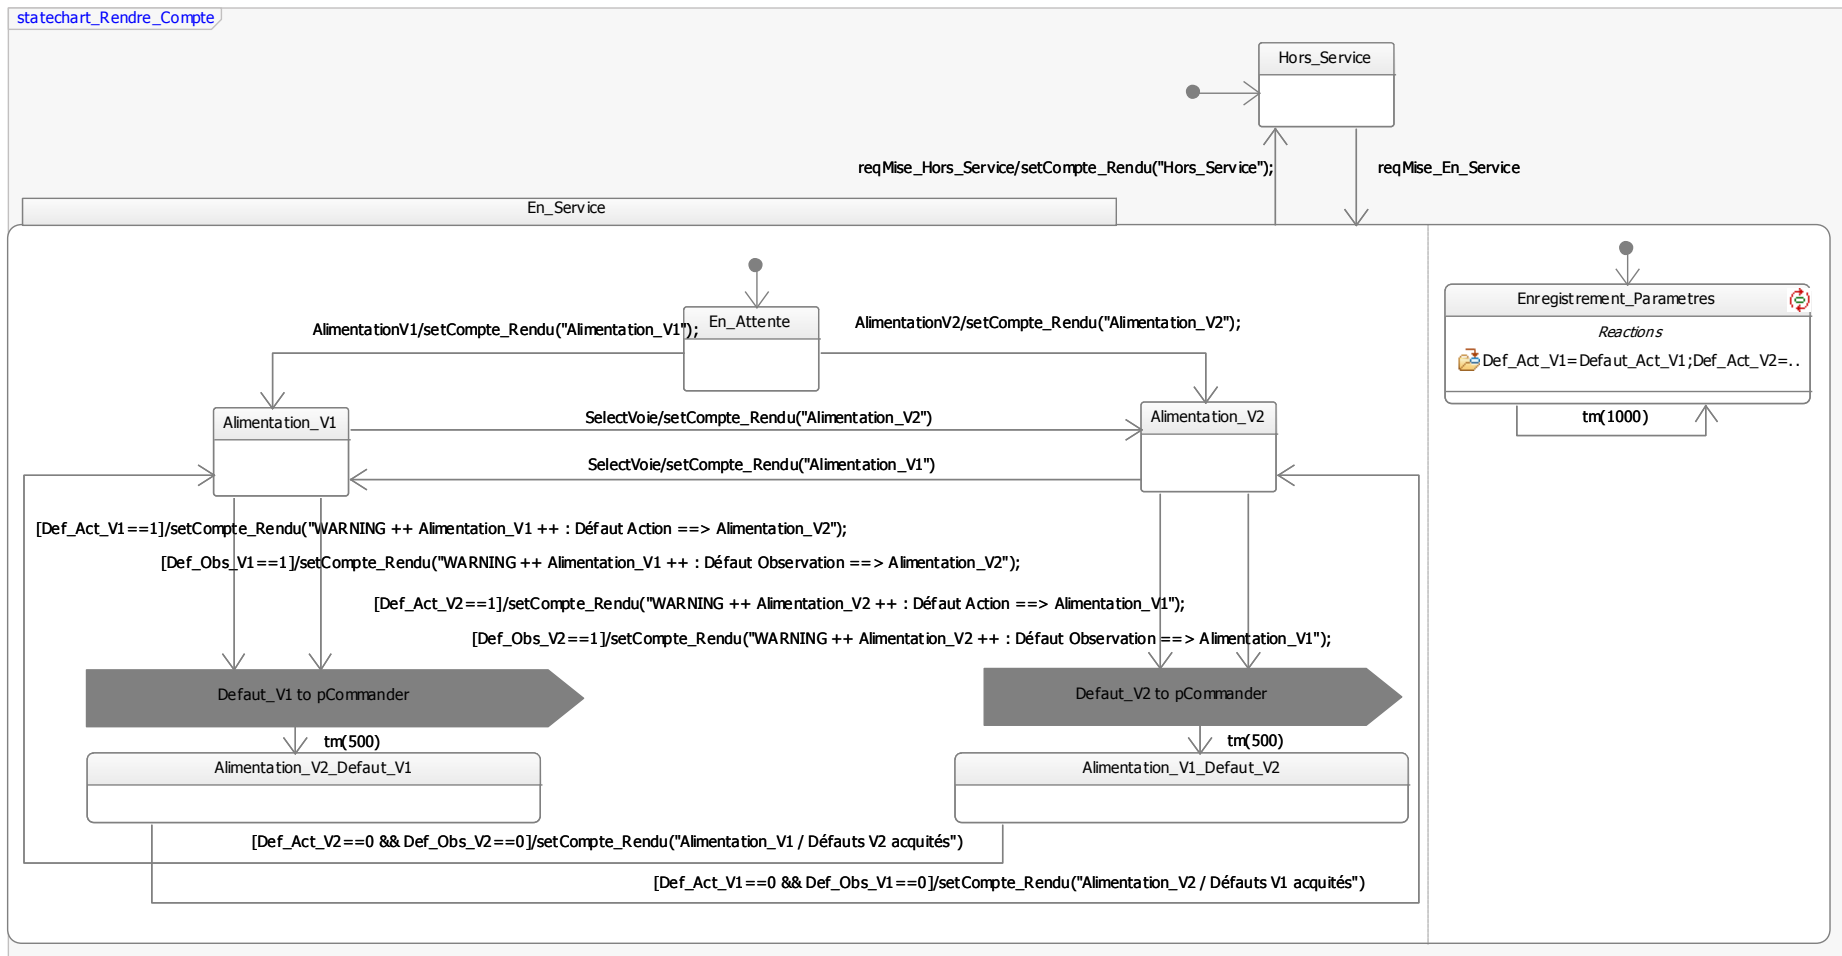 statechart_Rendre_Compte
Hors_Service
reqMise_Hors_Service/setCompte_Rendu("Hors_Service");
reqMise_En_Service
En_Service
En_Attente
AlimentationV1/setCompte_Rendu("Alimentation_V1");
AlimentationV2/setCompte_Rendu("Alimentation_V2");
Enregistrement_Parametres
Reactions
Def_Act_V1=Defaut_Act_V1;Def_Act_V2=..
tm(1000)
Alimentation_V1
SelectVoie/setCompte_Rendu("Alimentation_V2")
Alimentation_V2
SelectVoie/setCompte_Rendu("Alimentation_V1")
[Def_Act_V1==1]/setCompte_Rendu("WARNING ++ Alimentation_V1 ++ : Défaut Action ==> Alimentation_V2");
[Def_Obs_V1==1]/setCompte_Rendu("WARNING ++ Alimentation_V1 ++ : Défaut Observation ==> Alimentation_V2");
[Def_Act_V2==1]/setCompte_Rendu("WARNING ++ Alimentation_V2 ++ : Défaut Action ==> Alimentation_V1");
[Def_Obs_V2==1]/setCompte_Rendu("WARNING ++ Alimentation_V2 ++ : Défaut Observation ==> Alimentation_V1");
Defaut_V1 to pCommander
Defaut_V2 to pCommander
tm(500)
tm(500)
Alimentation_V2_Defaut_V1
Alimentation_V1_Defaut_V2
[Def_Act_V2==0 && Def_Obs_V2==0]/setCompte_Rendu("Alimentation_V1 / Défauts V2 acquités")
[Def_Act_V1==0 && Def_Obs_V1==0]/setCompte_Rendu("Alimentation_V2 / Défauts V1 acquités")